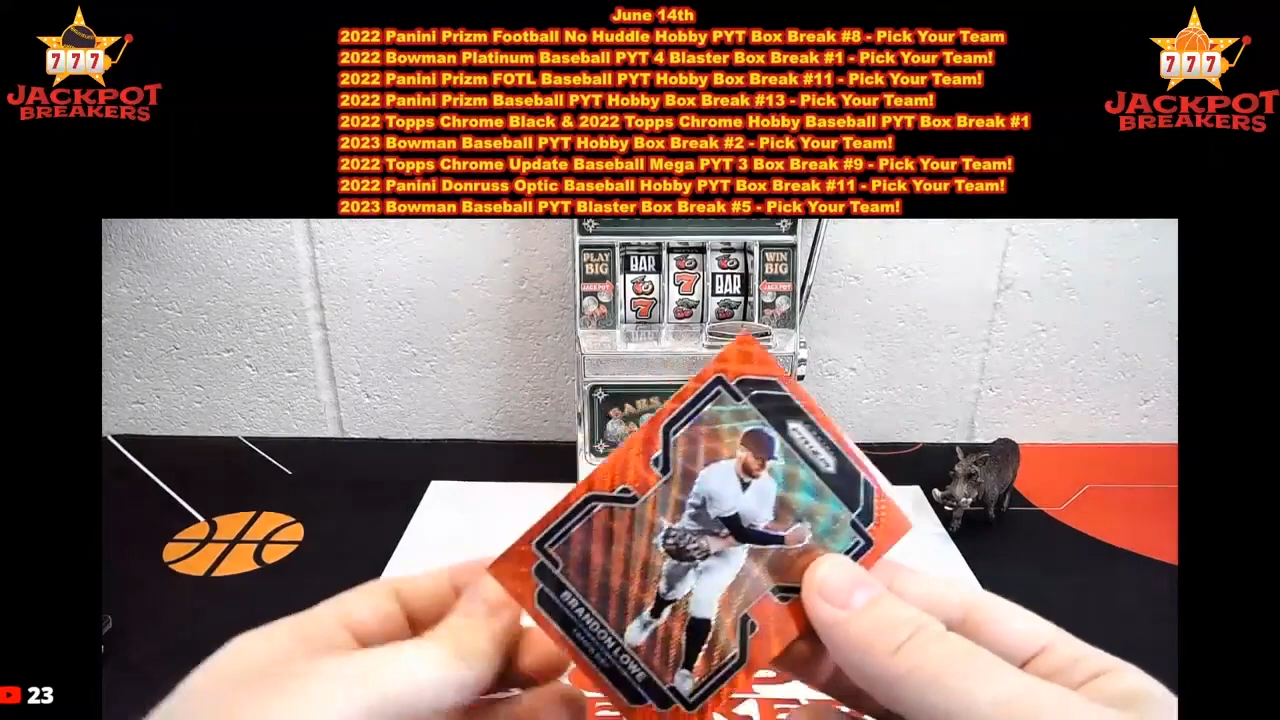 June 14th
2022 Panini Prizm Football No Huddle Hobby PYT Box Break #8 - Pick Your Team
2022 Bowman Platinum Baseball PYT 4 Blaster Box Break #1 - Pick Your Team!
2022 Panini Prizm FOTL Baseball PYT Hobby Box Break #11 - Pick Your Team!
2022 Panini Prizm Baseball PYT Hobby Box Break #13 - Pick Your Team!
2022 Topps Chrome Black & 2022 Topps Chrome Hobby Baseball PYT Box Break #1
2023 Bowman Baseball PYT Hobby Box Break #2 - Pick Your Team!
2022 Topps Chrome Update Baseball Mega PYT 3 Box Break #9 - Pick Your Team!
2022 Panini Donruss Optic Baseball Hobby PYT Box Break #11 - Pick Your Team!
2023 Bowman Baseball PYT Blaster Box Break #5 - Pick Your Team!
777
JACKPOT
BREAKERS
777
JACKPOT
BREAKERS
PLAY
BIG
JACKPOT
BAR
7
7
BAR
WIN
BIG
JACKPOT
BARS
PRIZM
BRANDON LOWE
23